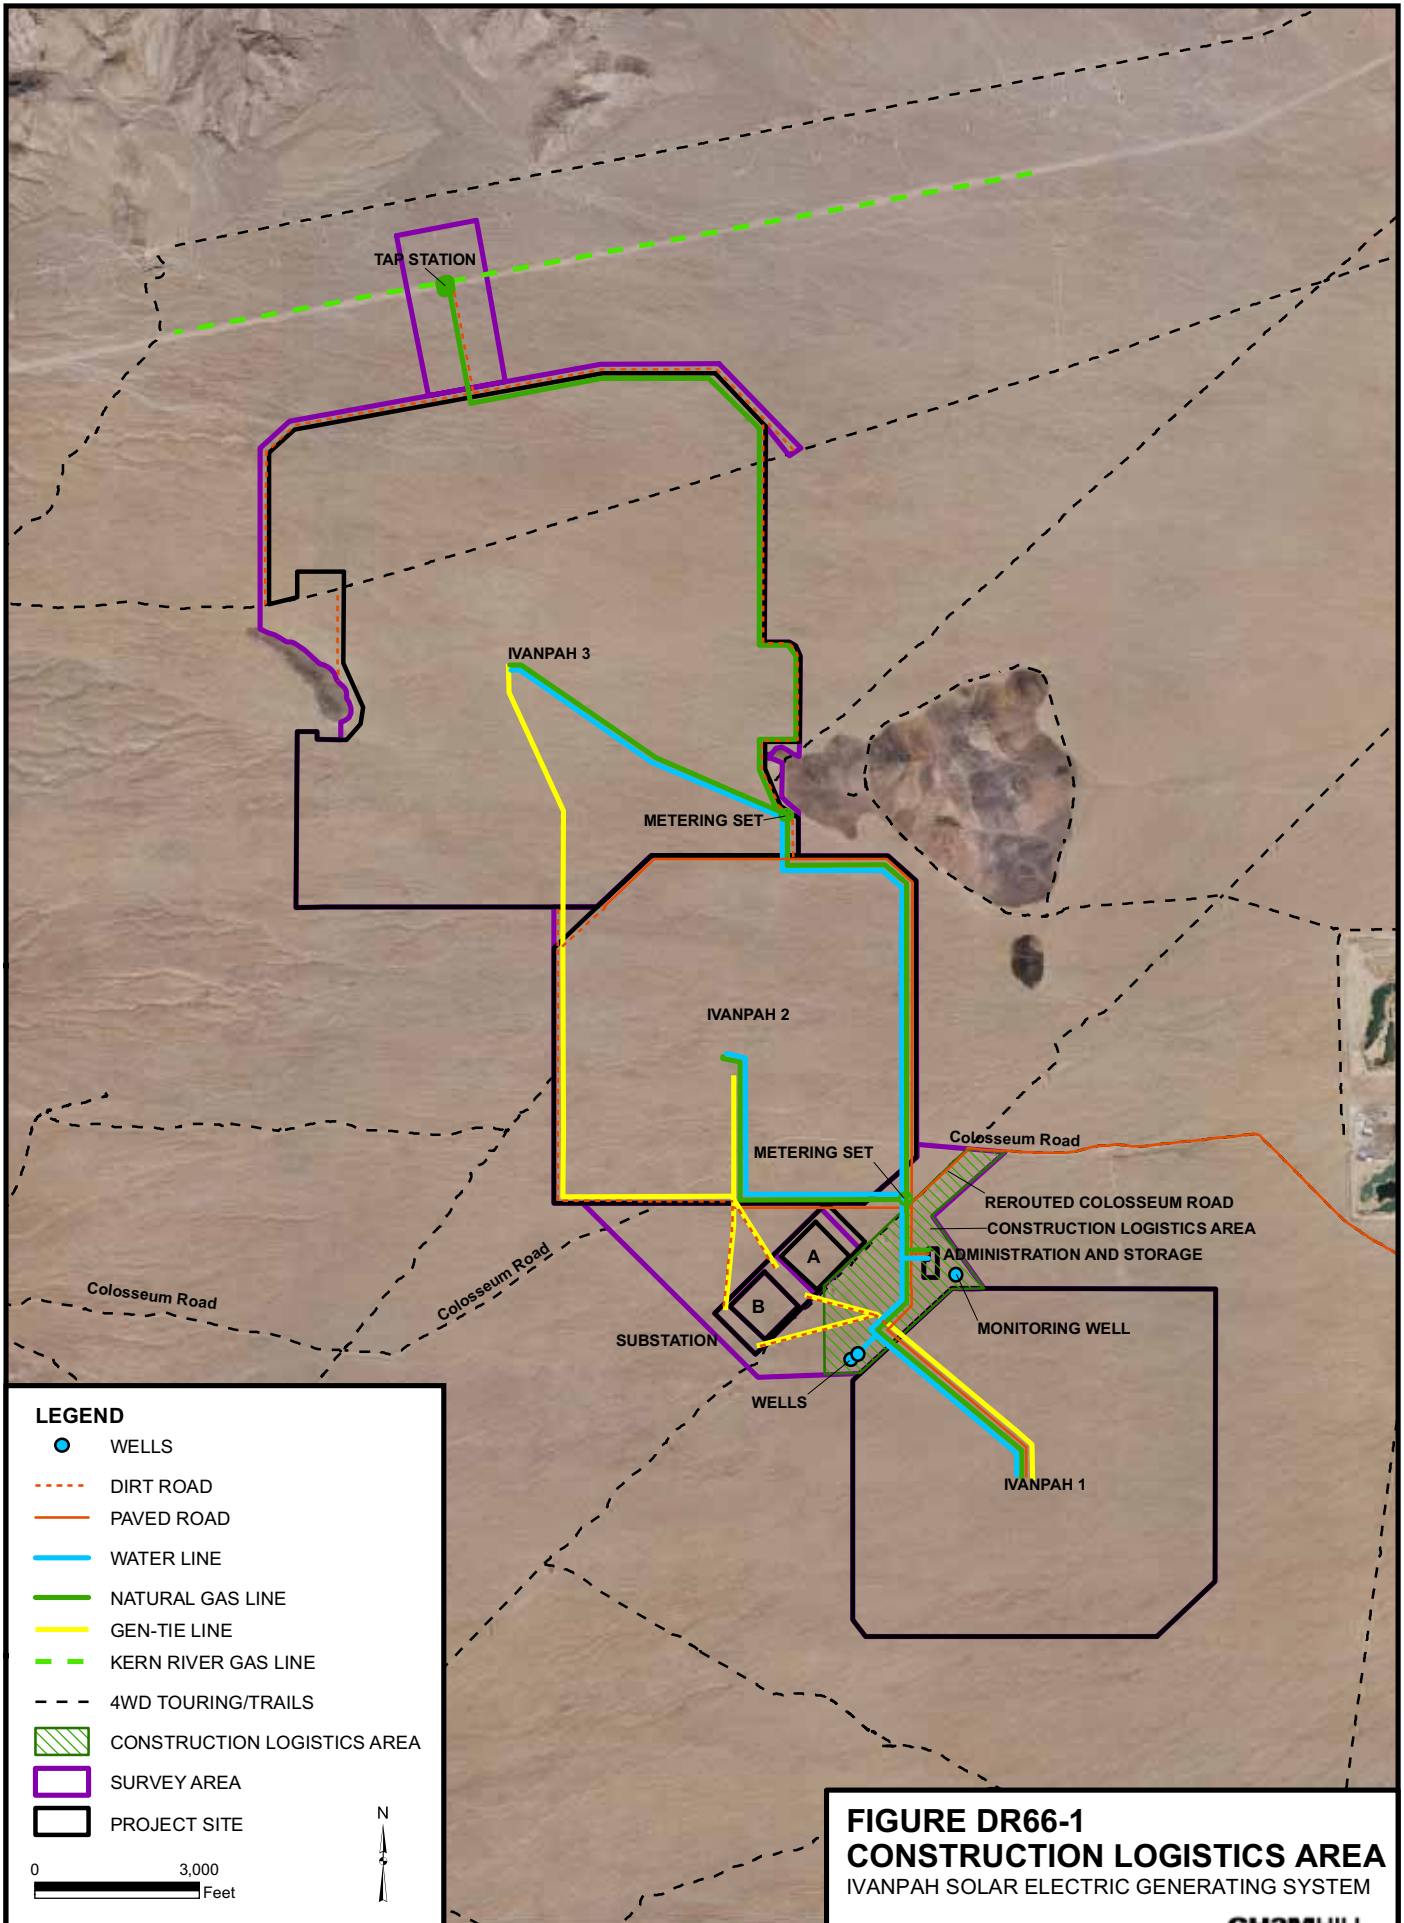 TAP STATION
IVANPAH 3
METERING SET
IVANPAH 2
METERING SET
Colosseum Road
REROUTED COLOSSEUM ROAD
CONSTRUCTION LOGISTICS AREA
ADMINISTRATION AND STORAGE
A
B
Colosseum Road
Colosseum Road
SUBSTATION
MONITORING WELL
WELLS
IVANPAH 1
LEGEND
WELLS
DIRT ROAD
PAVED ROAD
WATER LINE
NATURAL GAS LINE
GEN-TIE LINE
KERN RIVER GAS LINE
4WD TOURING/TRAILS
CONSTRUCTION LOGISTICS AREA
SURVEY AREA
PROJECT SITE
N
0 3,000
Feet
FIGURE DR66-1
CONSTRUCTION LOGISTICS AREA
IVANPAH SOLAR ELECTRIC GENERATING SYSTEM